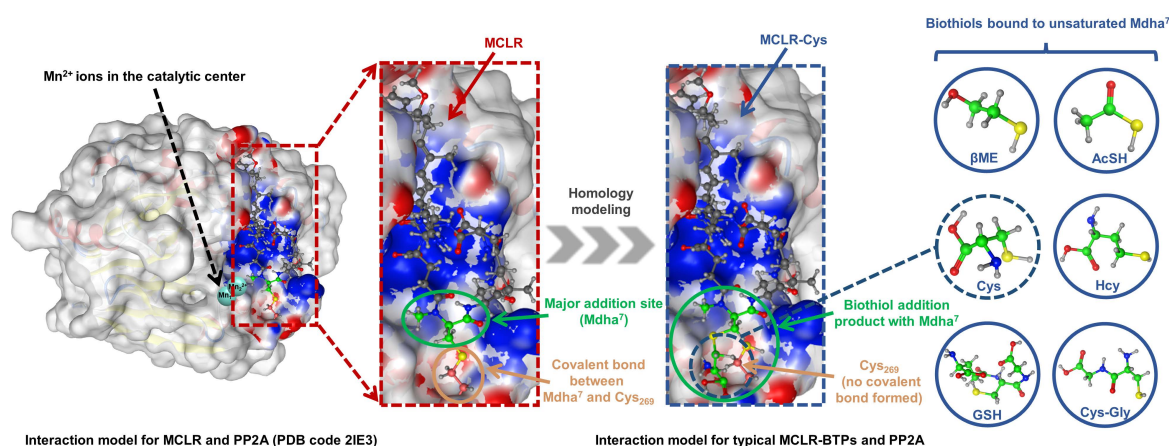 Mn2+ ions in the catalytic center
Mn1
Mn22+
MCLR
Major addition site
(Mdha7)
Covalent bond
between
Mdha7 and Cys269
Interaction model for MCLR and PP2A (PDB code 2IE3)
Homology
modeling
MCLR-Cys
Biothiol addition
product with Mdha7
Cys269
(no covalent
bond formed)
Interaction model for typical MCLR-BTPs and PP2A
Biothiols bound to unsaturated Mdha7
βME
AcSH
Cys
Hcy
GSH
Cys-Gly